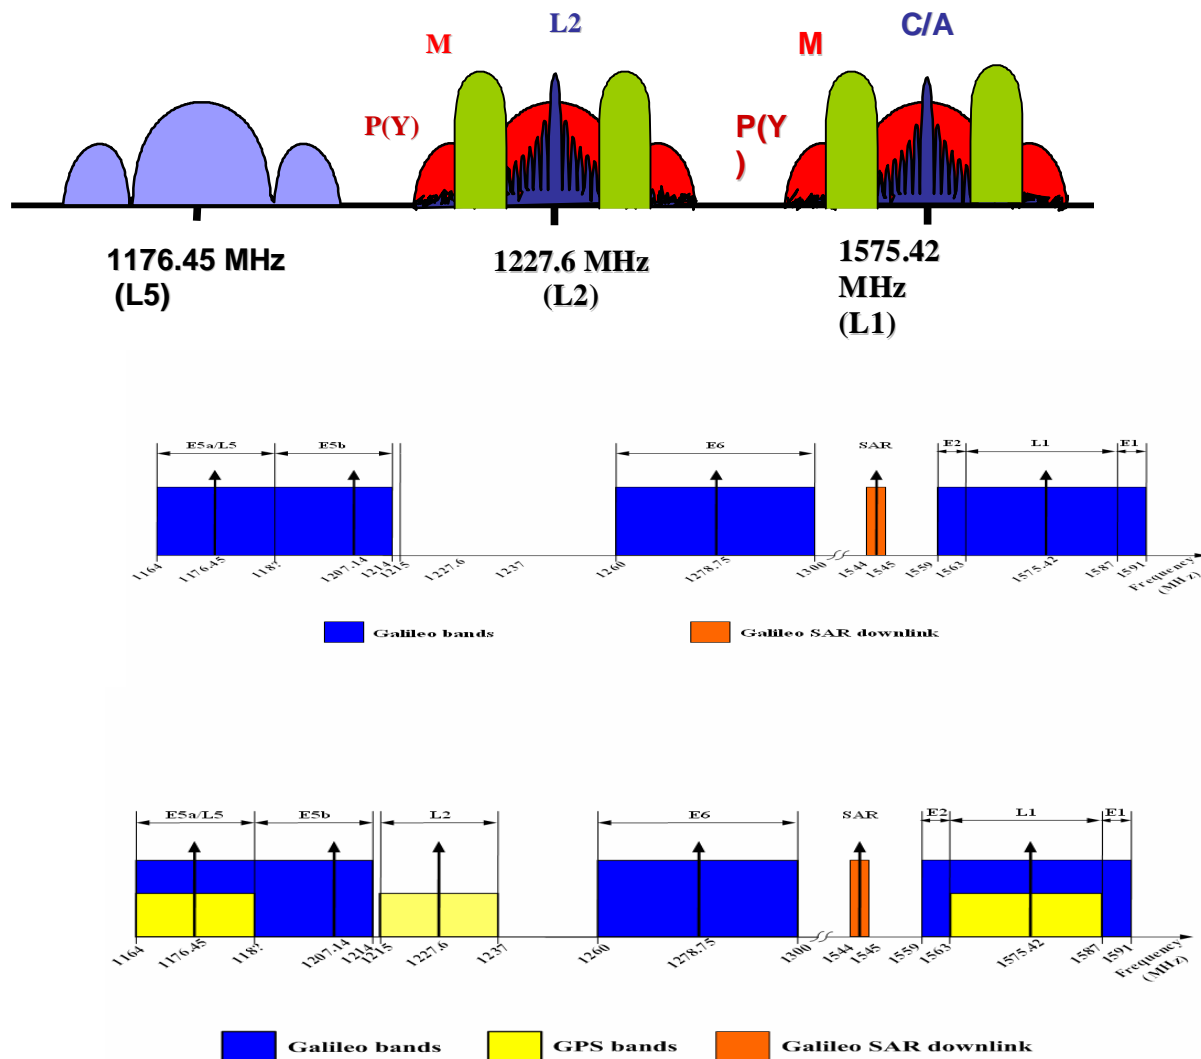 L2
C/A
M
M
P(Y)
P(Y
)
1176.45 MHz
(L5)
1227.6 MHz
(L2)
1575.42
MHz
(L1)
E5a/L5 E5b E6 SAR E2 L1 E1
1164 1176.45 1207.14 1214 1215 1227.6 1237 1260 1278.75 1300 1544 1545 1559 1563 1575.42 1587 1591 Frequency
(MHz)
Galileo bands Galileo SAR downlink
E5a/L5 E5b L2 E6 SAR E2 L1 E1
1164 1176.45 1207.14 1214 1215 1227.6 1237 1260 1278.75 1300 1544 1545 1559 1563 1575.42 1587 1591 Frequency
(MHz)
Galileo bands GPS bands Galileo SAR downlink